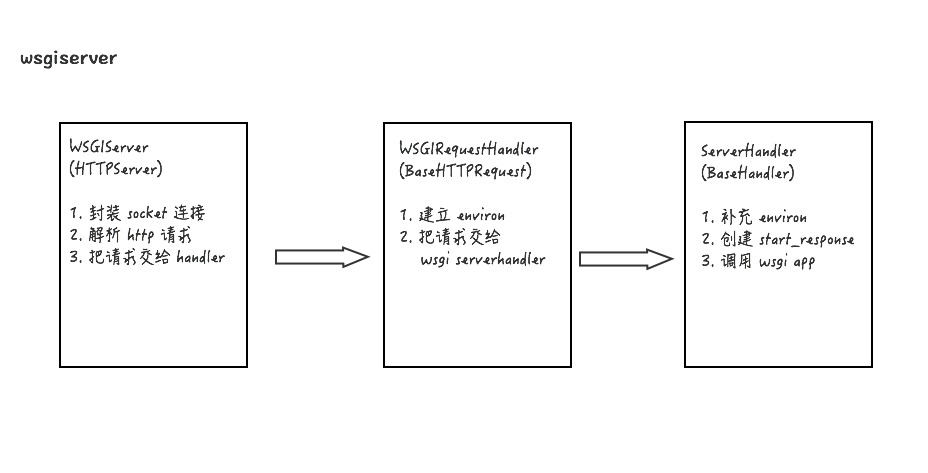 wsgiserver
WSGIServer
(HTTPServer)
1. 封装 socket 连接
2. 解析 http 请求
3. 把请求交给 handler
WSGIRequestHandler
(BaseHTTPRequest)
1. 建立 environ
2. 把请求交给
wsgi serverhandler
ServerHandler
(BaseHandler)
1. 补充 environ
2. 创建 start_response
3. 调用 wsgi app